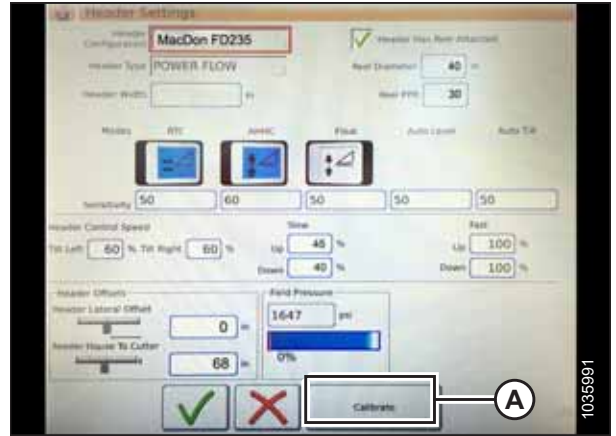 Header Settings
Header Configuration MacDon FD235
Header Has Reel Attached
Header Type POWER FLOW
Reel Diameter 40 in
Header Width in
Reel PPR 30
Modes RTC AHHC Float Auto Level Auto Tilt
Sensitivity 50 60 50 50 50
Header Control Speed
Slow
Fast
Tilt Left 60 % Tilt Right 60 %
Up 45 %
Up 100 %
Down 40 %
Down 100 %
Header Offsets
Field Pressure
Header Lateral Offset
0 in
1647 psi
Header House To Cutter
68 in
0%
Calibrate
A
1035991